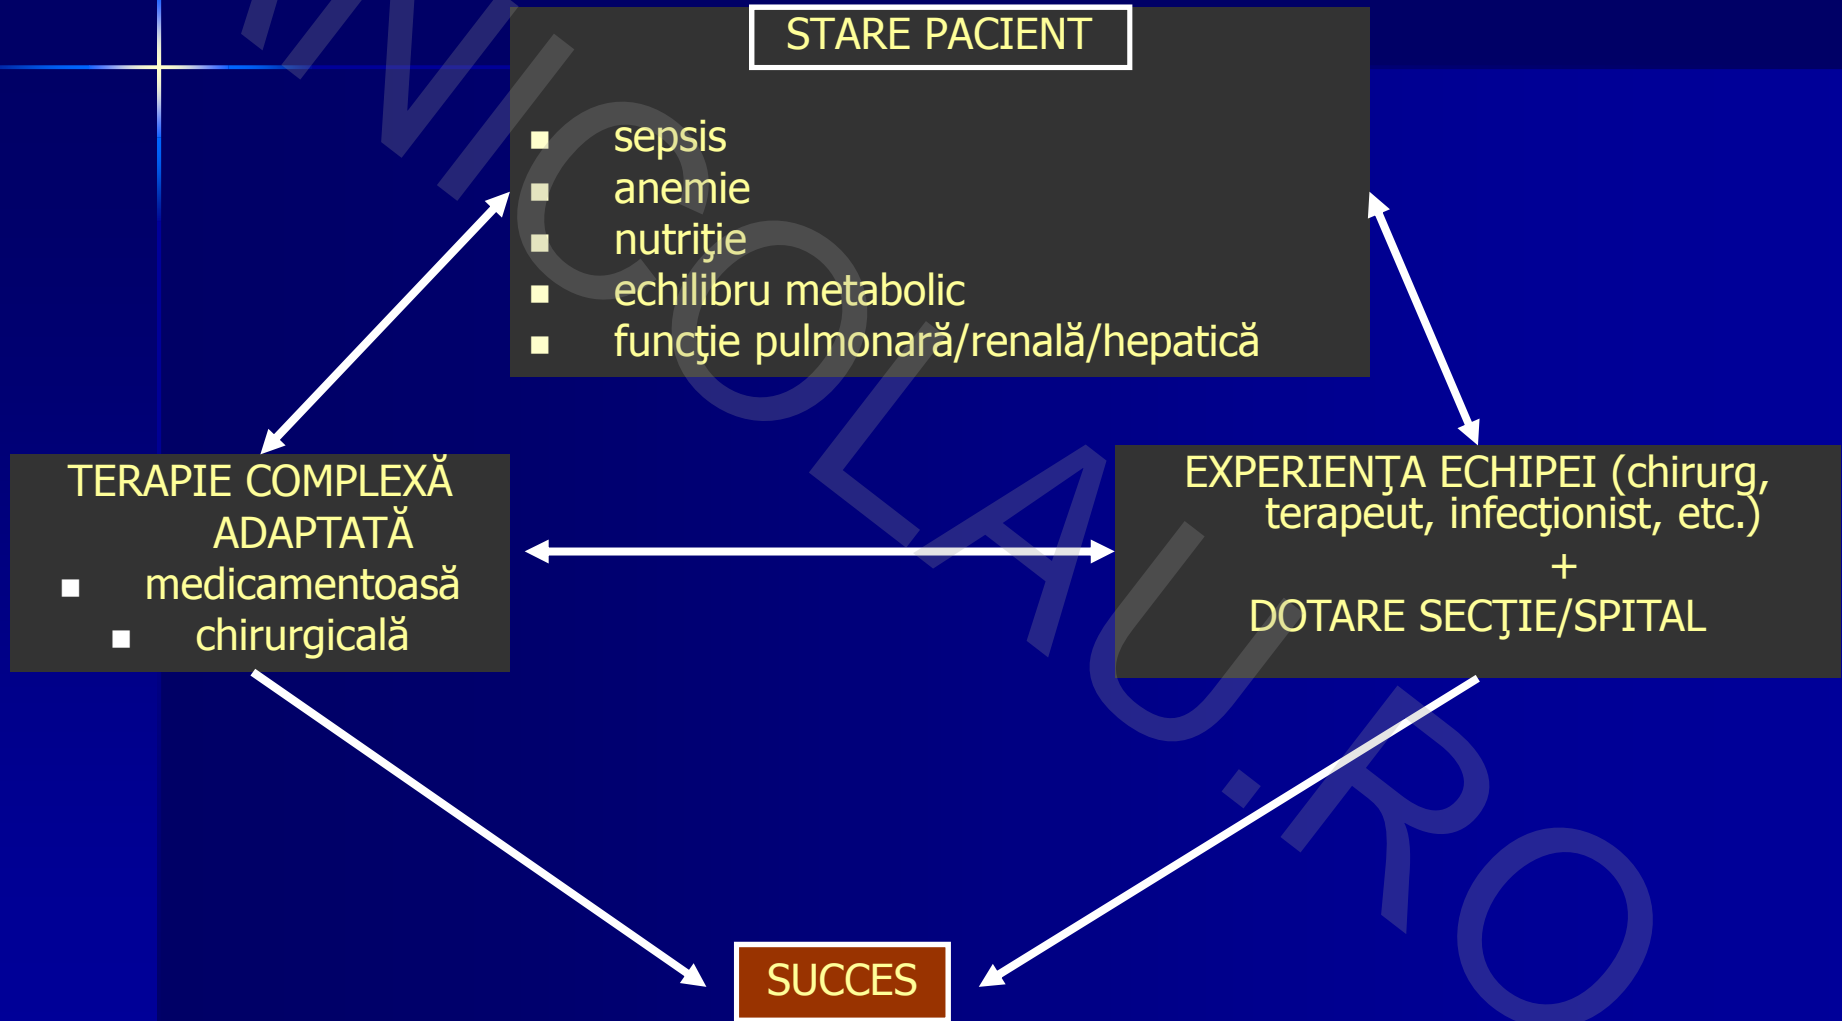 STARE PACIENT
sepsis
anemie
nutriţie
echilibru metabolic
funcţie pulmonară/renală/hepatică
TERAPIE COMPLEXĂ
ADAPTATĂ
medicamentoasă
chirurgicală
EXPERIENŢA ECHIPEI (chirurg,
terapeut, infecţionist, etc.)
+
DOTARE SECŢIE/SPITAL
SUCCES
NICOLAU.RO